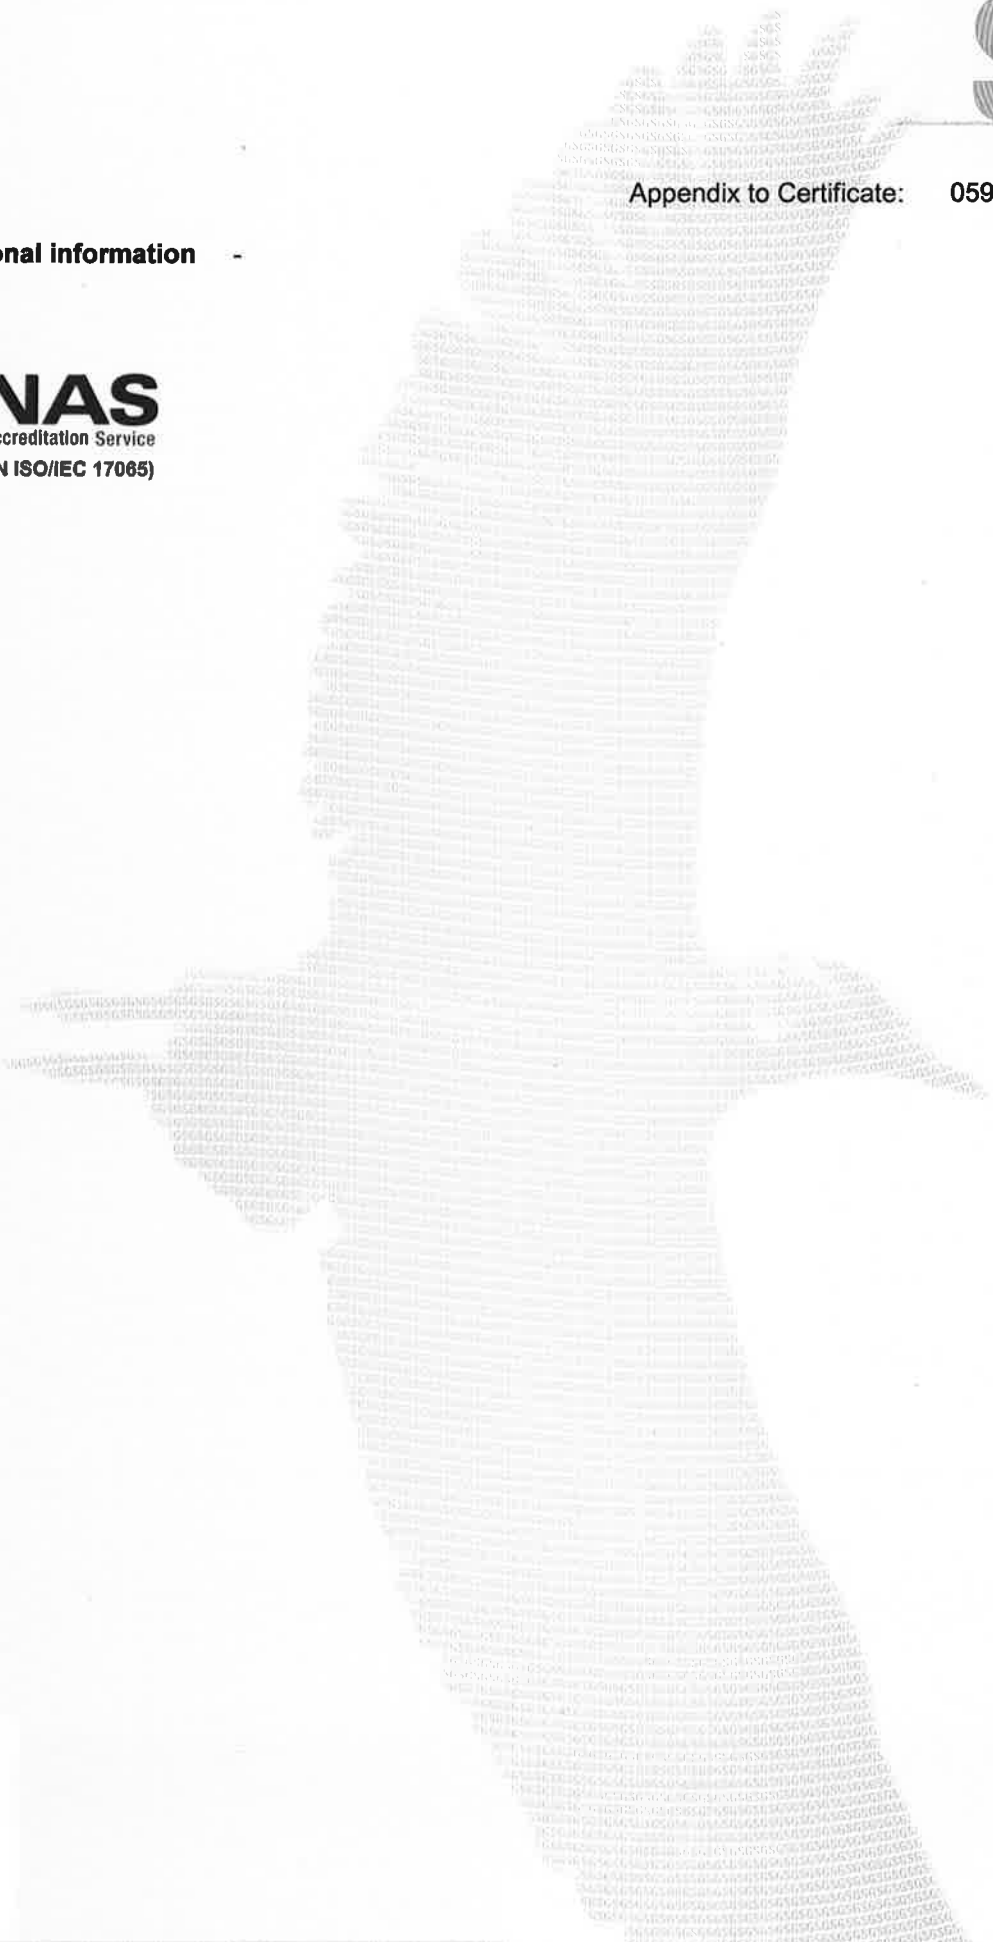 S
Appendix to Certificate: 059
onal information -
NAS
ccreditation Service
N ISO/IEC 17065)